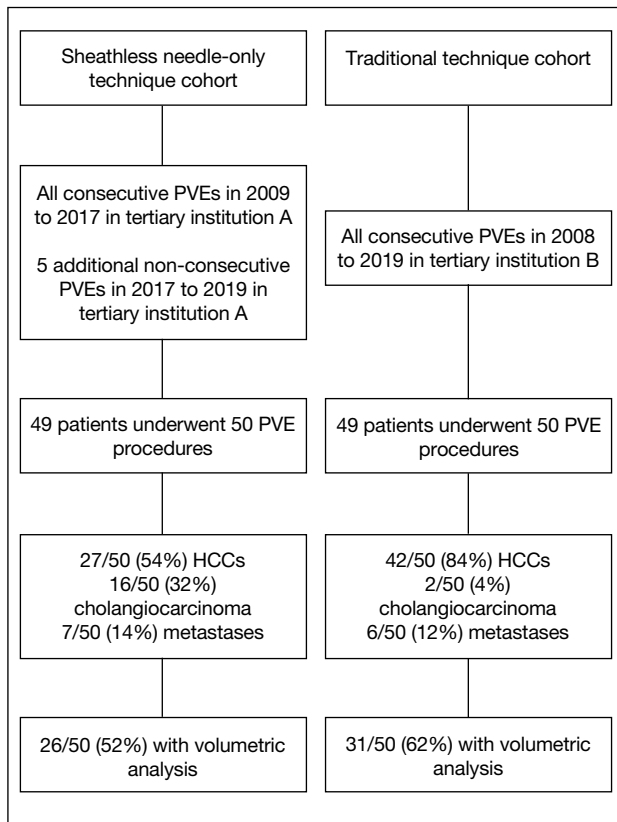 Sheathless needle-only
technique cohort
Traditional technique cohort
All consecutive PVEs in 2009
to 2017 in tertiary institution A
5 additional non-consecutive
PVEs in 2017 to 2019 in
tertiary institution A
All consecutive PVEs in 2008
to 2019 in tertiary institution B
49 patients underwent 50 PVE
procedures
49 patients underwent 50 PVE
procedures
27/50 (54%) HCCs
16/50 (32%)
cholangiocarcinoma
7/50 (14%) metastases
42/50 (84%) HCCs
2/50 (4%)
cholangiocarcinoma
6/50 (12%) metastases
26/50 (52%) with volumetric
analysis
31/50 (62%) with volumetric
analysis